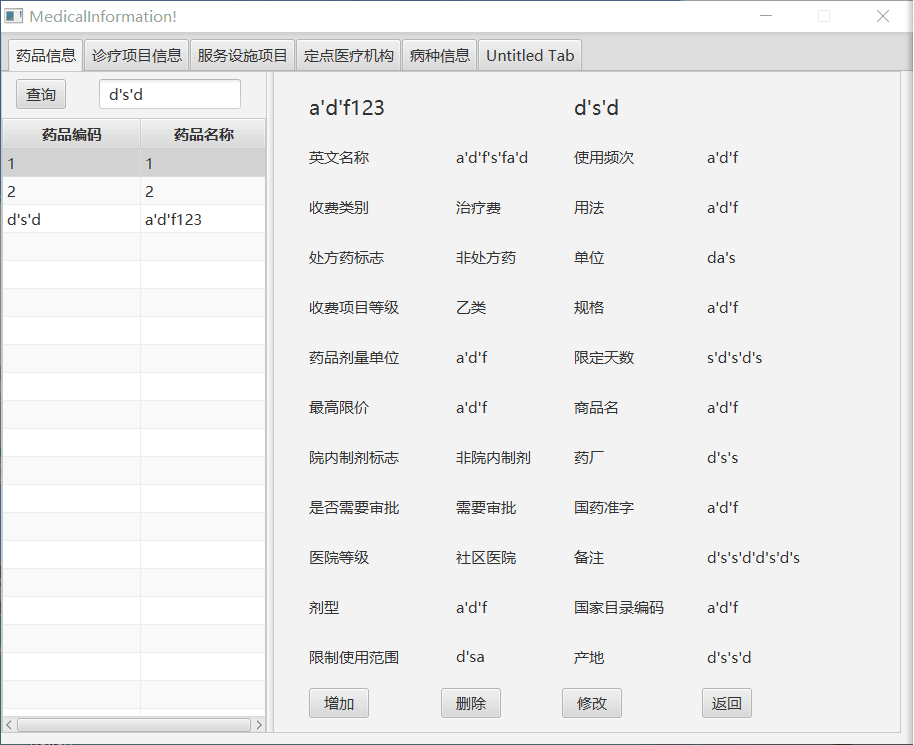 MedicalInformation!
药品信息 诊疗项目信息 服务设施项目 定点医疗机构 病种信息 Untitled Tab
查询 d's'd
药品编码 药品名称
1 1
2 2
d's'd a'd'f123
a'd'f123 d's'd
英文名称 a'd'f's'fa'd 使用频次 a'd'f
收费类别 治疗费 用法 a'd'f
处方药标志 非处方药 单位 da's
收费项目等级 乙类 规格 a'd'f
药品剂量单位 a'd'f 限定天数 s'd's'd's
最高限价 a'd'f 商品名 a'd'f
院内制剂标志 非院内制剂 药厂 d's's
是否需要审批 需要审批 国药准字 a'd'f
医院等级 社区医院 备注 d's's'd'd's'd's
剂型 a'd'f 国家目录编码 a'd'f
限制使用范围 d'sa 产地 d's's'd
增加 删除 修改 返回